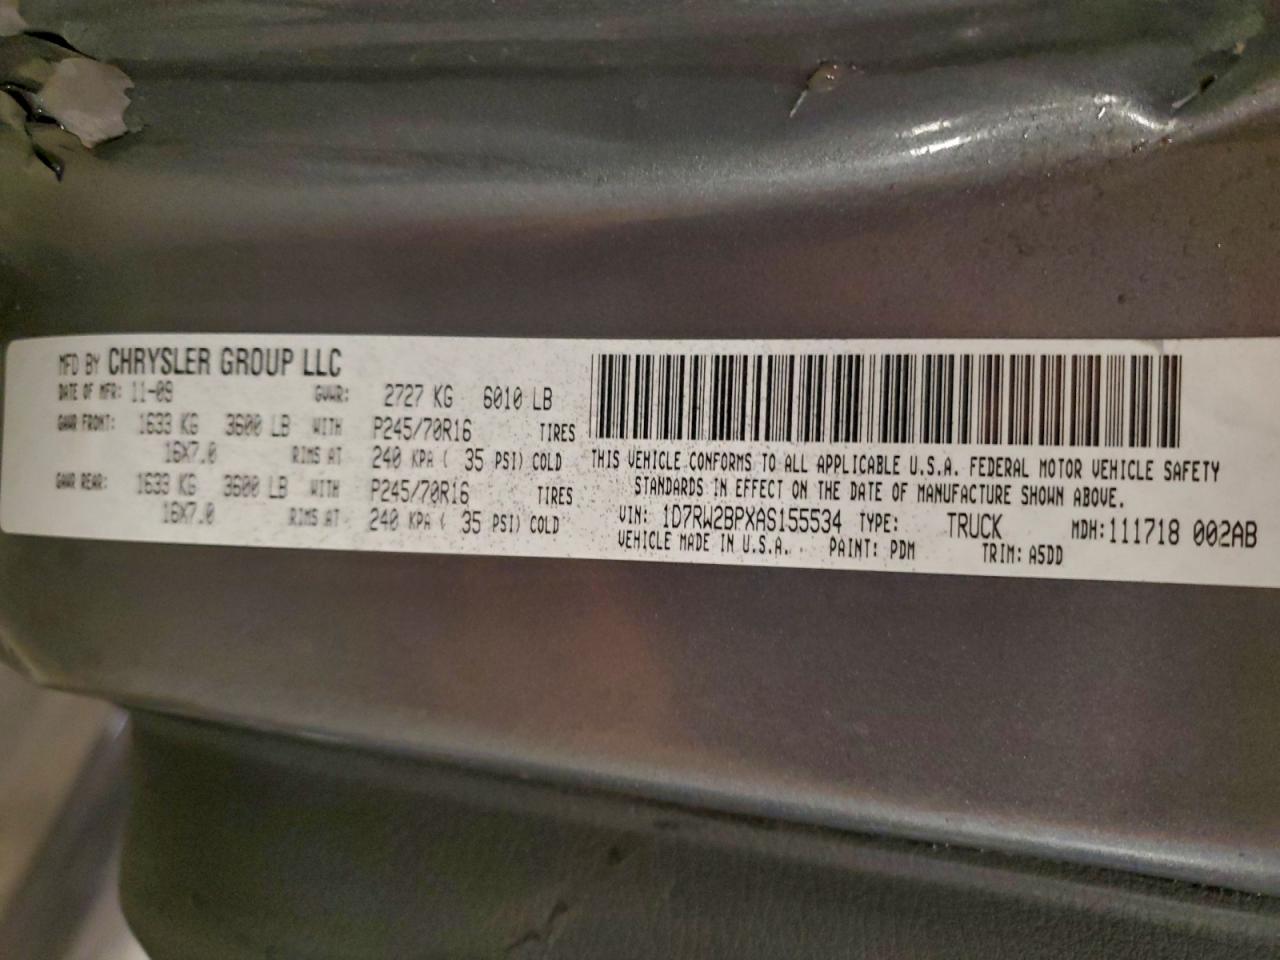 MFD BY CHRYSLER GROUP LLC
DATE OF MFR: 11-09 GVWR: 2727 KG 6010 LB
GAWR FRONT: 1633 KG 3600 LB WITH P245/70R16 TIRES
16X7.0 RIMS AT 240 KPA ( 35 PSI) COLD
GAWR REAR: 1633 KG 3600 LB WITH P245/70R16 TIRES
16X7.0 RIMS AT 240 KPA ( 35 PSI) COLD
THIS VEHICLE CONFORMS TO ALL APPLICABLE U.S.A. FEDERAL MOTOR VEHICLE SAFETY
STANDARDS IN EFFECT ON THE DATE OF MANUFACTURE SHOWN ABOVE.
VIN: 1D7RW2BPXAS155534 TYPE: TRUCK MDH:111718 002AB
VEHICLE MADE IN U.S.A. PAINT: PDM TRIM: A5DD